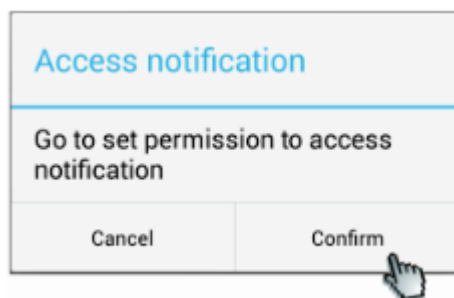 Access notification
Go to set permission to access
notification
Cancel
Confirm